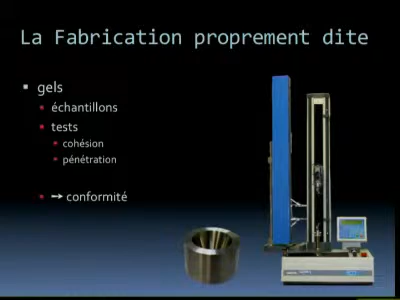 La Fabrication proprement dite
gels
échantillons
tests
cohésion
pénétration
➙ conformité